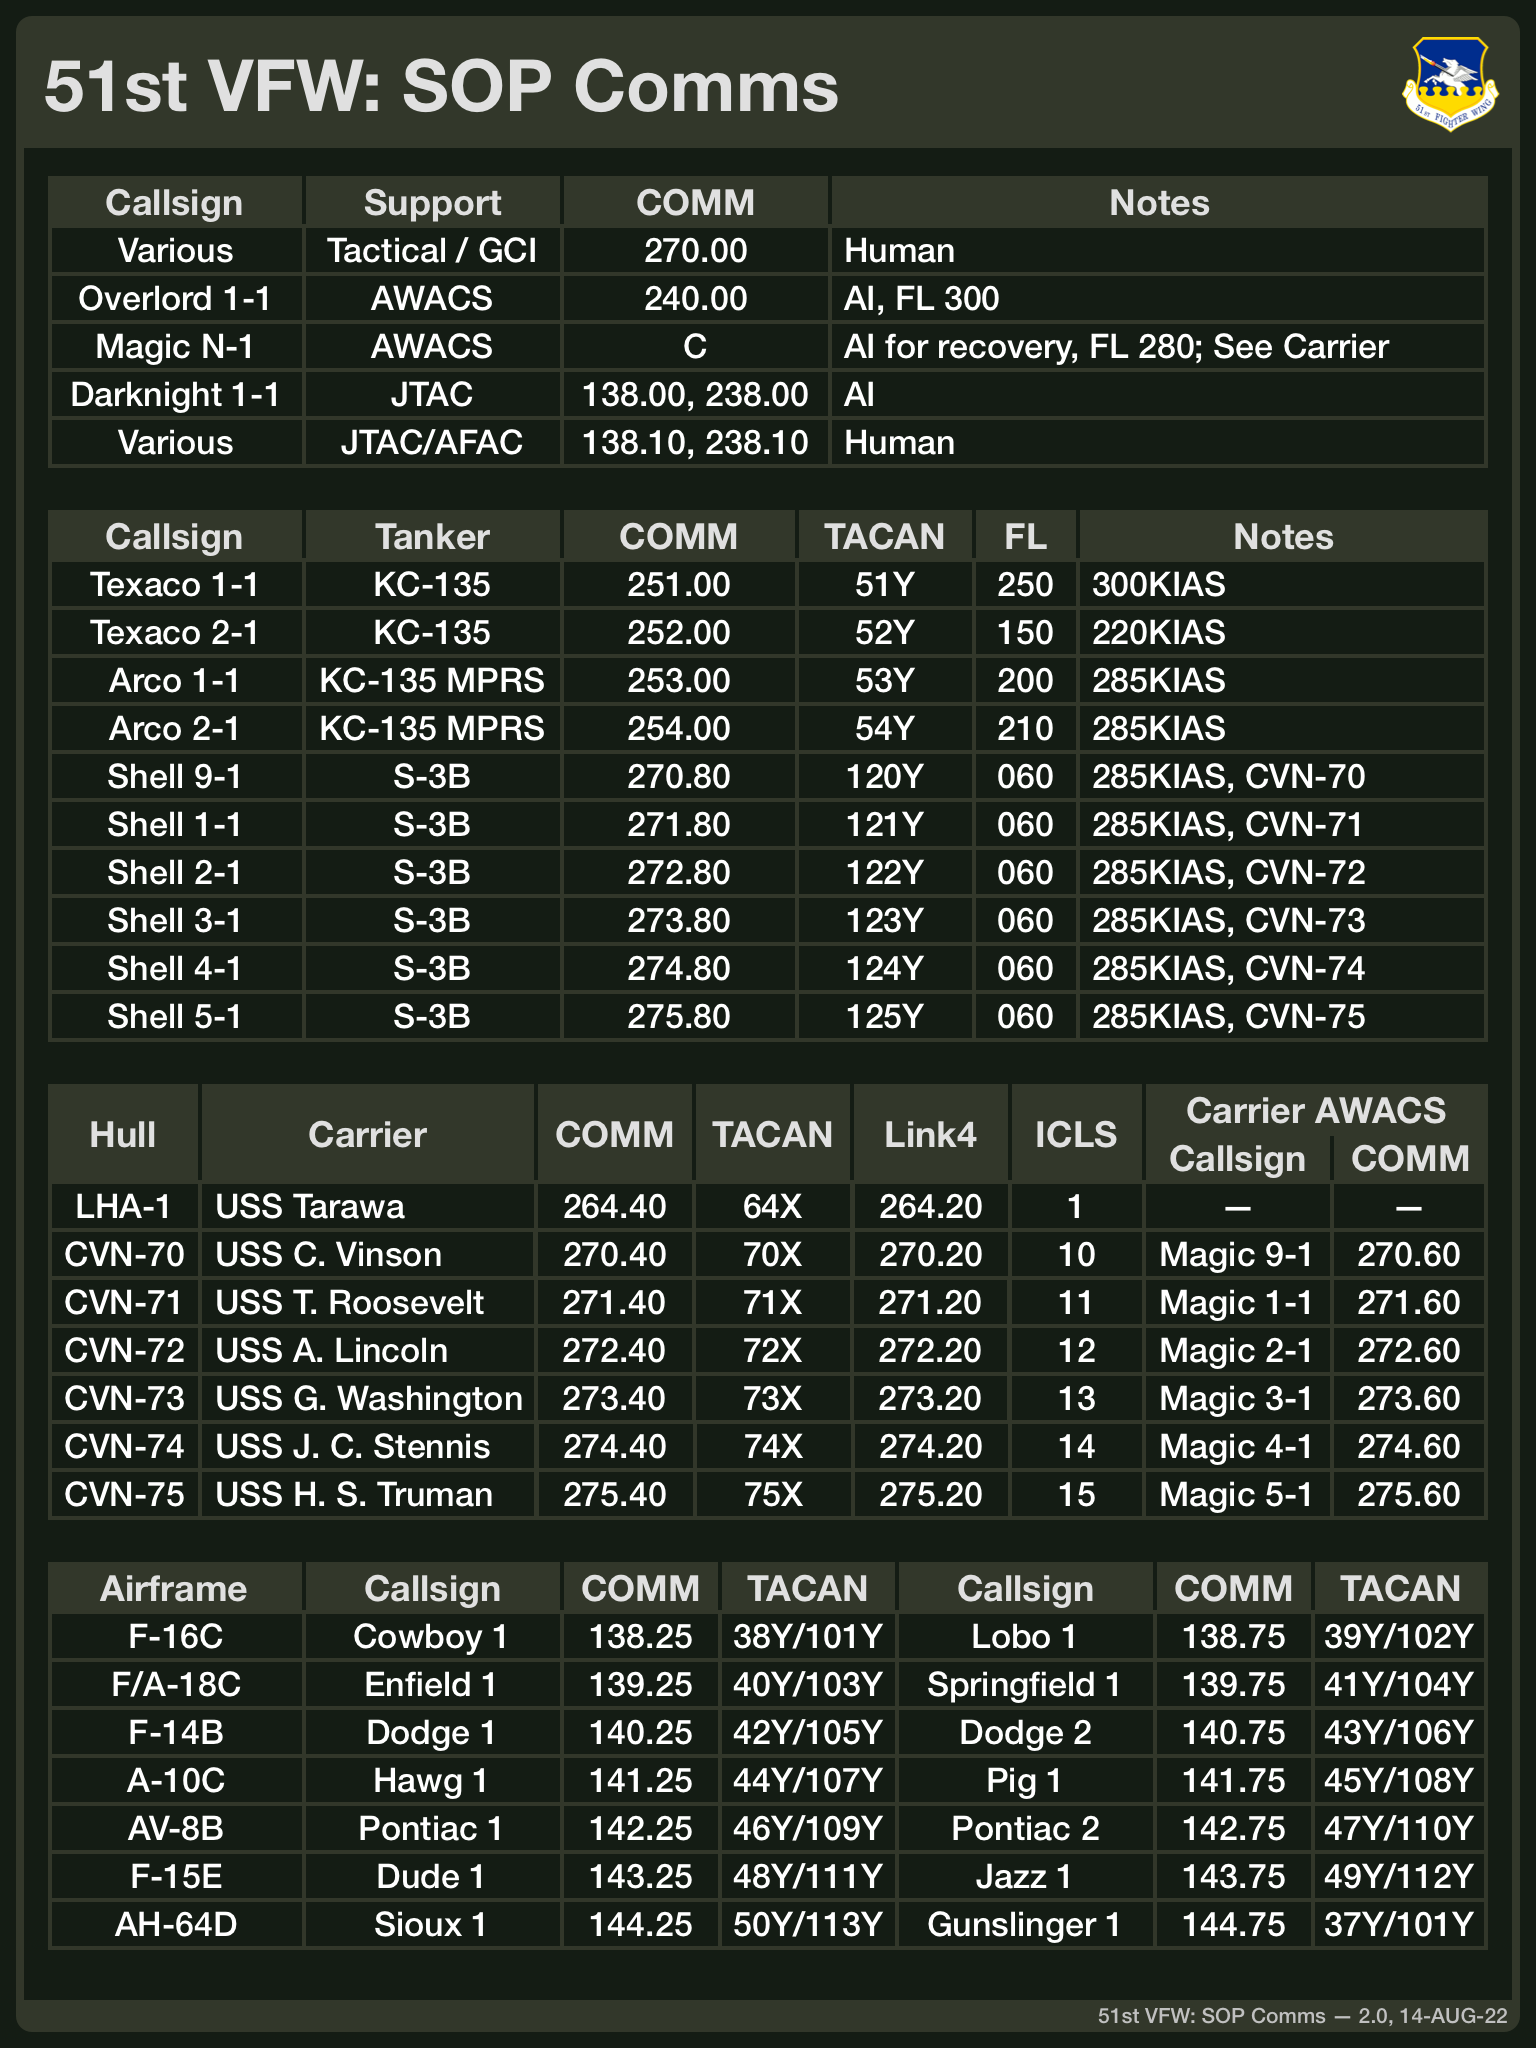 51st VFW: SOP Comms
51st FIGHTER WING
Callsign Support COMM Notes
Various Tactical / GCI 270.00 Human
Overlord 1-1 AWACS 240.00 AI, FL 300
Magic N-1 AWACS C AI for recovery, FL 280; See Carrier
Darknight 1-1 JTAC 138.00, 238.00 AI
Various JTAC/AFAC 138.10, 238.10 Human
Callsign Tanker COMM TACAN FL Notes
Texaco 1-1 KC-135 251.00 51Y 250 300KIAS
Texaco 2-1 KC-135 252.00 52Y 150 220KIAS
Arco 1-1 KC-135 MPRS 253.00 53Y 200 285KIAS
Arco 2-1 KC-135 MPRS 254.00 54Y 210 285KIAS
Shell 9-1 S-3B 270.80 120Y 060 285KIAS, CVN-70
Shell 1-1 S-3B 271.80 121Y 060 285KIAS, CVN-71
Shell 2-1 S-3B 272.80 122Y 060 285KIAS, CVN-72
Shell 3-1 S-3B 273.80 123Y 060 285KIAS, CVN-73
Shell 4-1 S-3B 274.80 124Y 060 285KIAS, CVN-74
Shell 5-1 S-3B 275.80 125Y 060 285KIAS, CVN-75
Hull Carrier COMM TACAN Link4 ICLS Carrier AWACS
Callsign COMM
LHA-1 USS Tarawa 264.40 64X 264.20 1 — —
CVN-70 USS C. Vinson 270.40 70X 270.20 10 Magic 9-1 270.60
CVN-71 USS T. Roosevelt 271.40 71X 271.20 11 Magic 1-1 271.60
CVN-72 USS A. Lincoln 272.40 72X 272.20 12 Magic 2-1 272.60
CVN-73 USS G. Washington 273.40 73X 273.20 13 Magic 3-1 273.60
CVN-74 USS J. C. Stennis 274.40 74X 274.20 14 Magic 4-1 274.60
CVN-75 USS H. S. Truman 275.40 75X 275.20 15 Magic 5-1 275.60
Airframe Callsign COMM TACAN Callsign COMM TACAN
F-16C Cowboy 1 138.25 38Y/101Y Lobo 1 138.75 39Y/102Y
F/A-18C Enfield 1 139.25 40Y/103Y Springfield 1 139.75 41Y/104Y
F-14B Dodge 1 140.25 42Y/105Y Dodge 2 140.75 43Y/106Y
A-10C Hawg 1 141.25 44Y/107Y Pig 1 141.75 45Y/108Y
AV-8B Pontiac 1 142.25 46Y/109Y Pontiac 2 142.75 47Y/110Y
F-15E Dude 1 143.25 48Y/111Y Jazz 1 143.75 49Y/112Y
AH-64D Sioux 1 144.25 50Y/113Y Gunslinger 1 144.75 37Y/101Y
51st VFW: SOP Comms — 2.0, 14-AUG-22